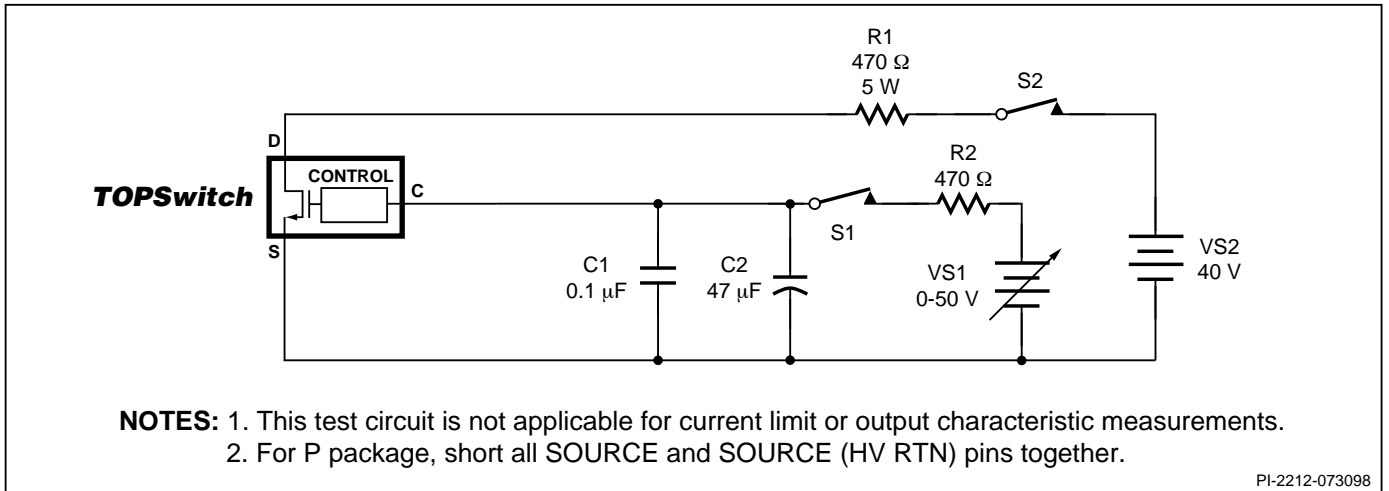 R1
470 Ω
5 W
S2
D
CONTROL
C
TOPSwitch
S
R2
470 Ω
S1
C1
0.1 μF
C2
47 μF
VS1
0-50 V
VS2
40 V
NOTES: 1. This test circuit is not applicable for current limit or output characteristic measurements.
2. For P package, short all SOURCE and SOURCE (HV RTN) pins together.
PI-2212-073098